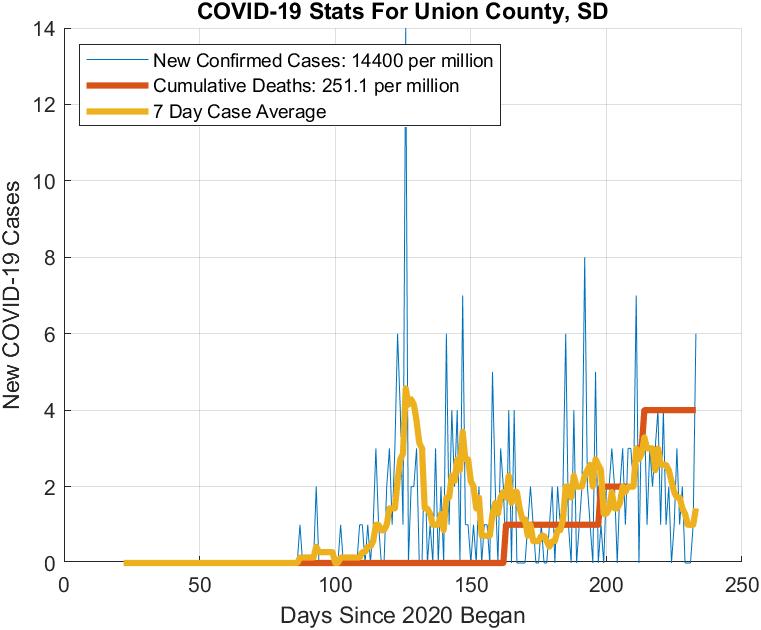 COVID-19 Stats For Union County, SD
14
New Confirmed Cases: 14400 per million
Cumulative Deaths: 251.1 per million
7 Day Case Average
12
10
8
6
4
2
0
New COVID-19 Cases
0 50 100 150 200 250
Days Since 2020 Began